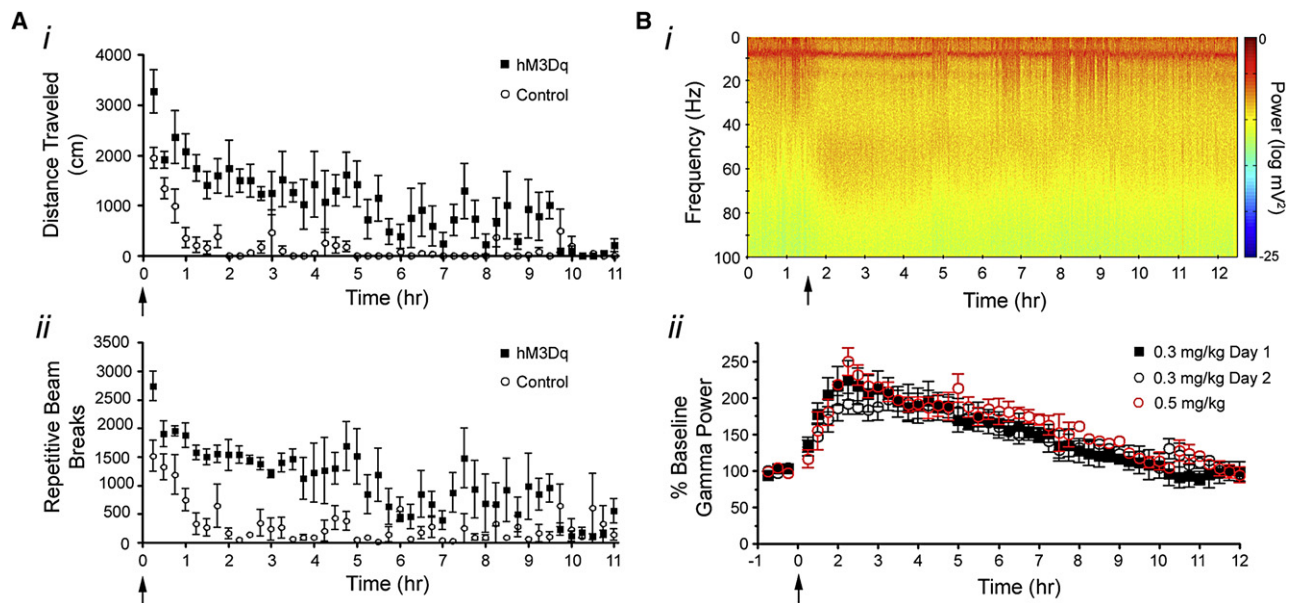 A
i
4000
3000
2000
1000
0
Distance Traveled
(cm)
hM3Dq
Control
0 1 2 3 4 5 6 7 8 9 10 11
Time (hr)
ii
3500
3000
2500
2000
1500
1000
500
0
Repetitive Beam
Breaks
hM3Dq
Control
0 1 2 3 4 5 6 7 8 9 10 11
Time (hr)
B
i
0
20
40
60
80
100
Frequency (Hz)
0 1 2 3 4 5 6 7 8 9 10 11 12
Time (hr)
0
-25
Power (log mV²)
ii
250
200
150
100
50
0
% Baseline
Gamma Power
0.3 mg/kg Day 1
0.3 mg/kg Day 2
0.5 mg/kg
-1 0 1 2 3 4 5 6 7 8 9 10 11 12
Time (hr)